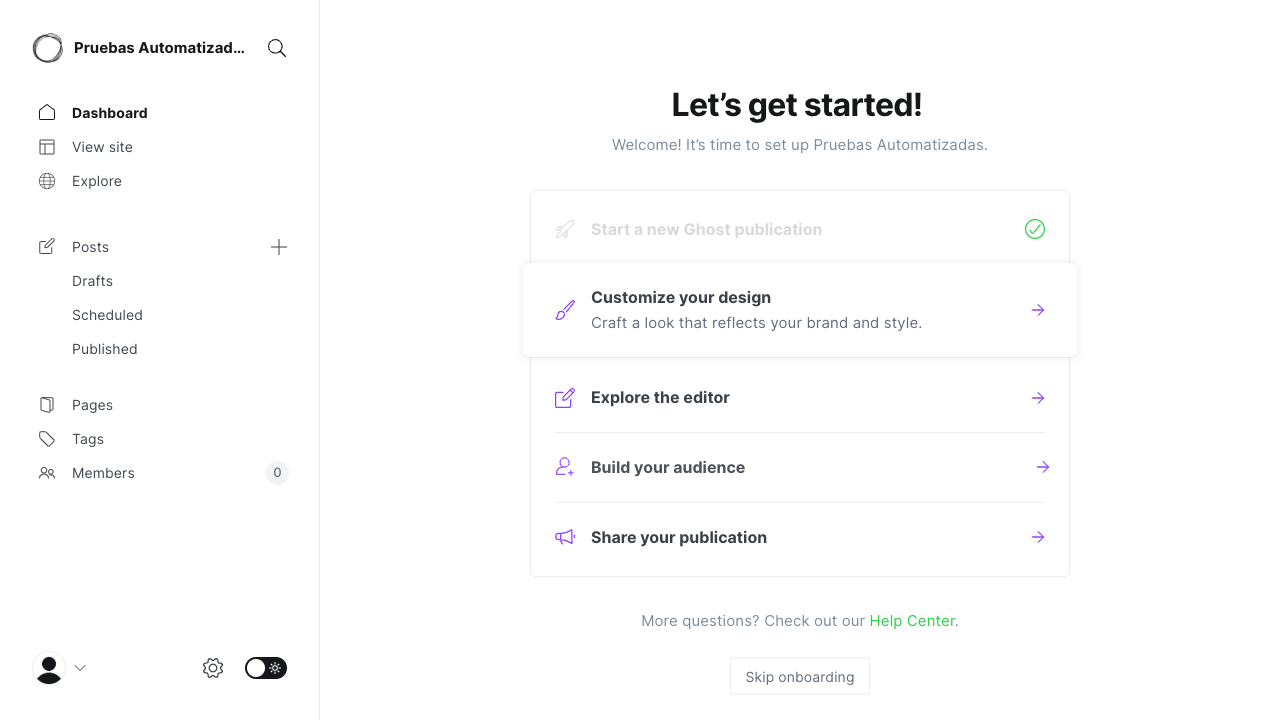 Pruebas Automatizad...
Dashboard
View site
Explore
Posts
Drafts
Scheduled
Published
Pages
Tags
Members 0
Let’s get started!
Welcome! It’s time to set up Pruebas Automatizadas.
Start a new Ghost publication
Customize your design
Craft a look that reflects your brand and style.
Explore the editor
Build your audience
Share your publication
More questions? Check out our Help Center.
Skip onboarding